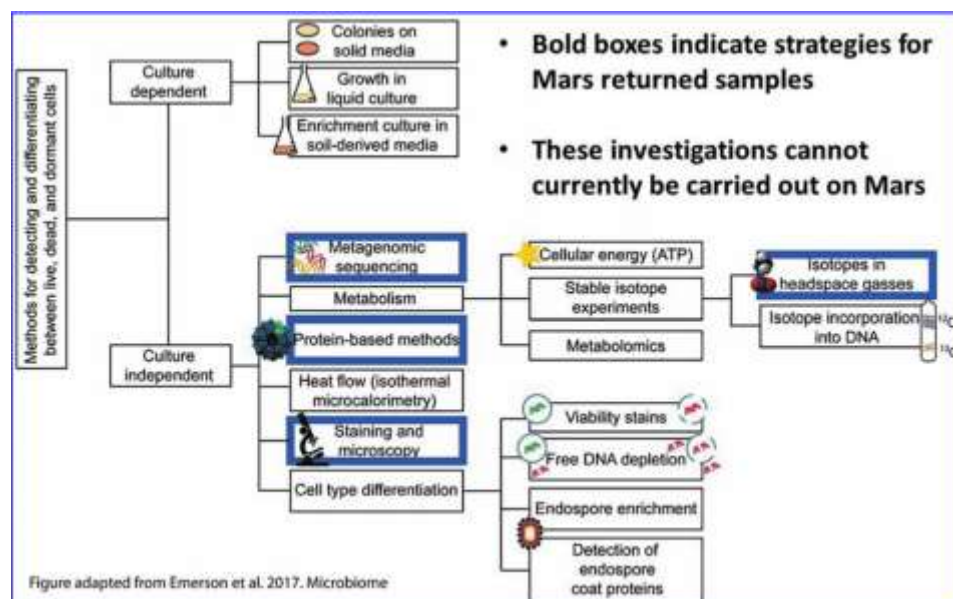 Methods for detecting and differentiating
between live, dead, and dormant cells
Culture
dependent
Colonies on
solid media
Growth in
liquid culture
Enrichment culture in
soil-derived media
• Bold boxes indicate strategies for
Mars returned samples
• These investigations cannot
currently be carried out on Mars
Culture
independent
Metagenomic
sequencing
Metabolism
Protein-based methods
Heat flow (isothermal
microcalorimetry)
Staining and
microscopy
Cell type differentiation
Cellular energy (ATP)
Stable isotope
experiments
Metabolomics
Isotopes in
headspace gasses
Isotope incorporation
into DNA
¹²C
¹³C
Viability stains
Free DNA depletion
Endospore enrichment
Detection of
endospore
coat proteins
Figure adapted from Emerson et al. 2017. Microbiome